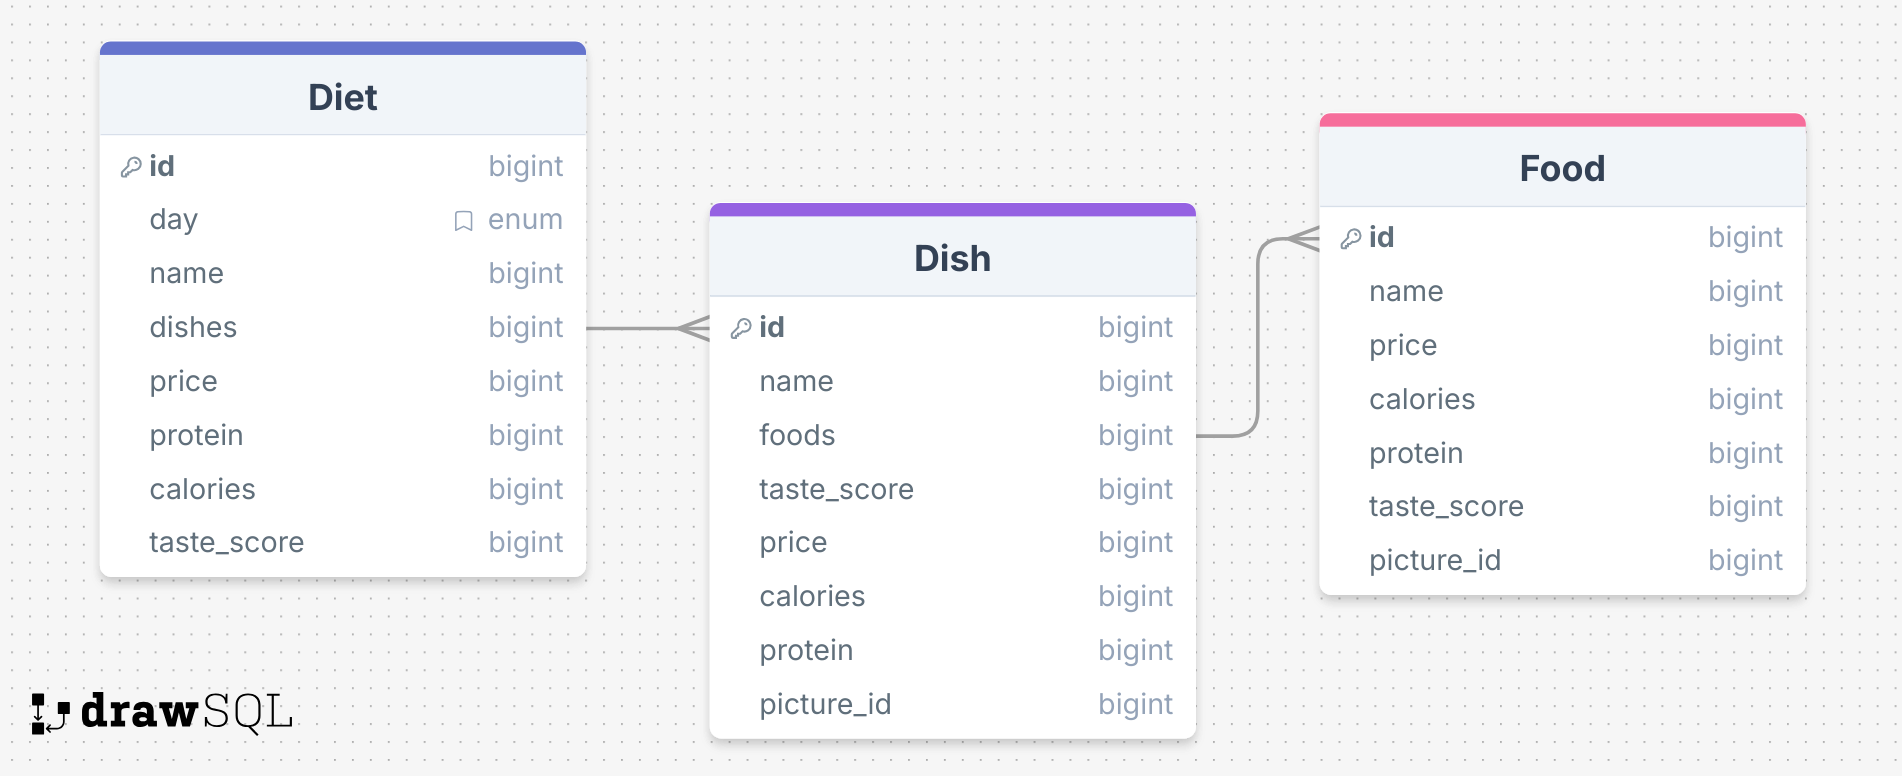 Diet
id bigint
day enum
name bigint
dishes bigint
price bigint
protein bigint
calories bigint
taste_score bigint
Dish
id bigint
name bigint
foods bigint
taste_score bigint
price bigint
calories bigint
protein bigint
picture_id bigint
Food
id bigint
name bigint
price bigint
calories bigint
protein bigint
taste_score bigint
picture_id bigint
drawSQL